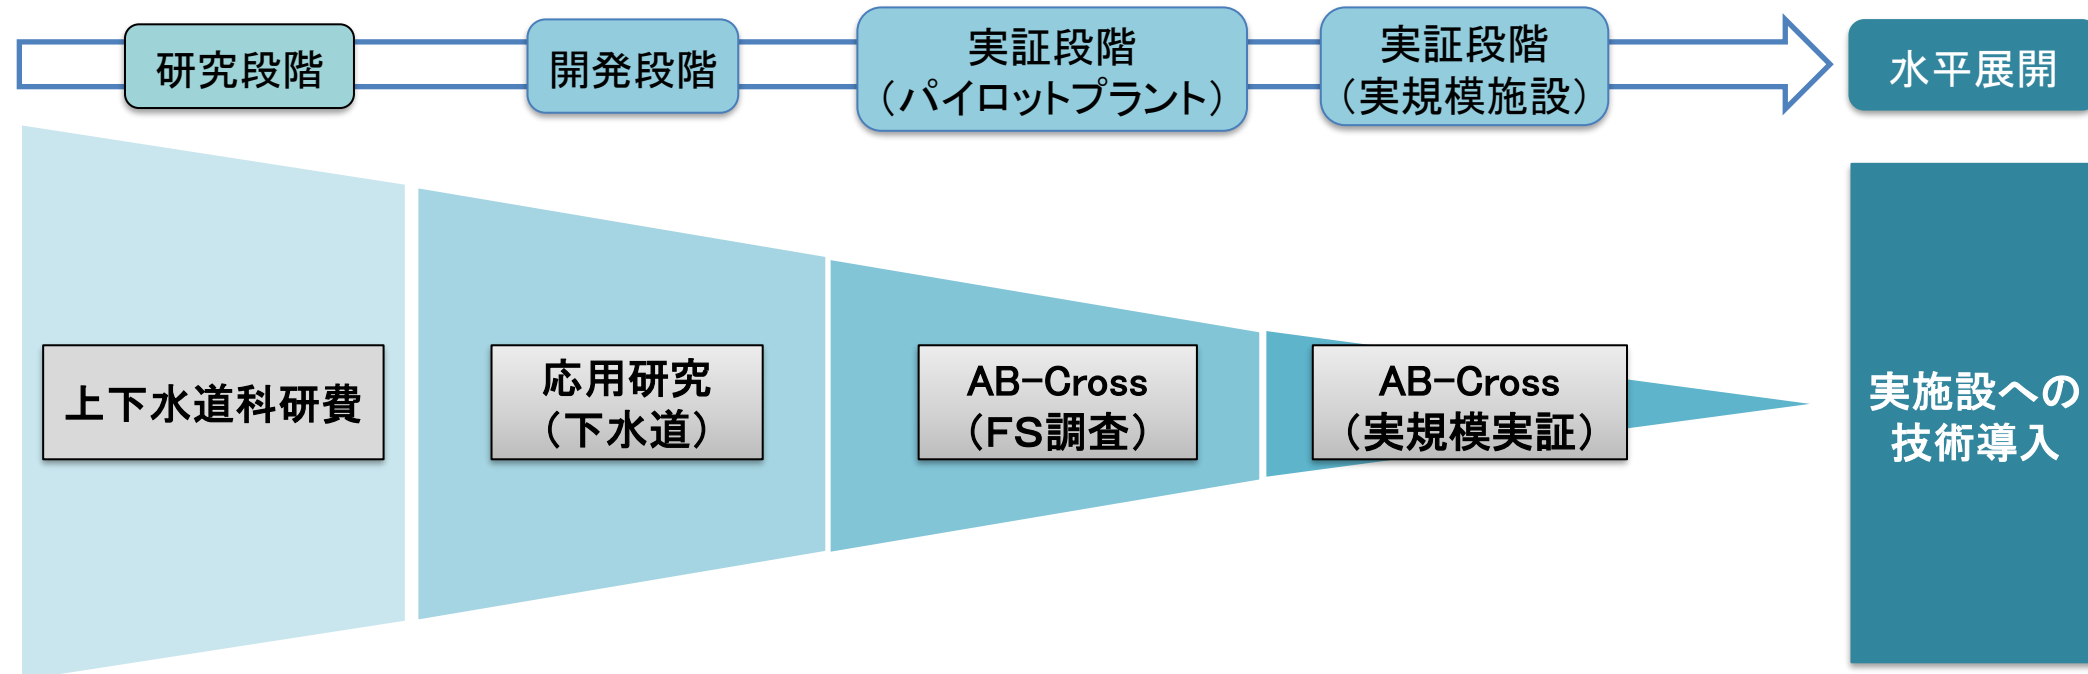 研究段階
開発段階
実証段階
（パイロットプラント）
実証段階
（実規模施設）
水平展開
上下水道科研費
応用研究
（下水道）
AB-Cross
（FS調査）
AB-Cross
（実規模実証）
実施設への
技術導入